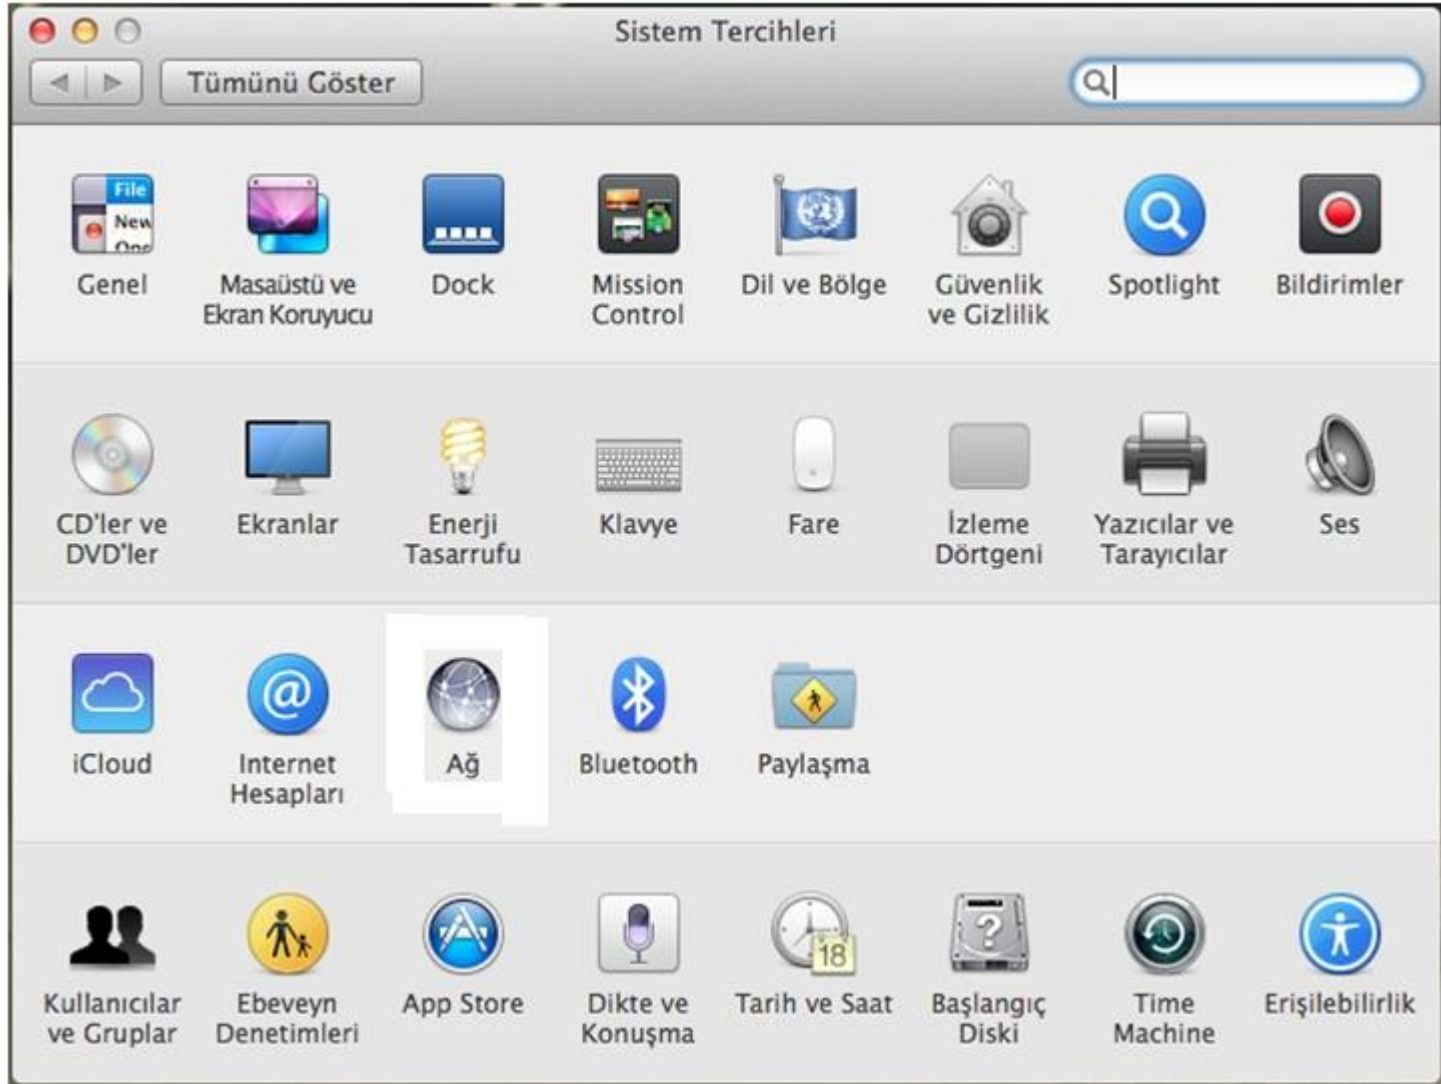 Sistem Tercihleri
Tümünü Göster
File
New
Genel
Masaüstü ve
Ekran Koruyucu
Dock
Mission
Control
Dil ve Bölge
Güvenlik
ve Gizlilik
Spotlight
Bildirimler
CD'ler ve
DVD'ler
Ekranlar
Enerji
Tasarrufu
Klavye
Fare
İzleme
Dörtgeni
Yazıcılar ve
Tarayıcılar
Ses
iCloud
@
Internet
Hesapları
Ağ
Bluetooth
Paylaşma
?
18
Kullanıcılar
ve Gruplar
Ebeveyn
Denetimleri
App Store
Dikte ve
Konuşma
Tarih ve Saat
Başlangıç
Diski
Time
Machine
Erişilebilirlik